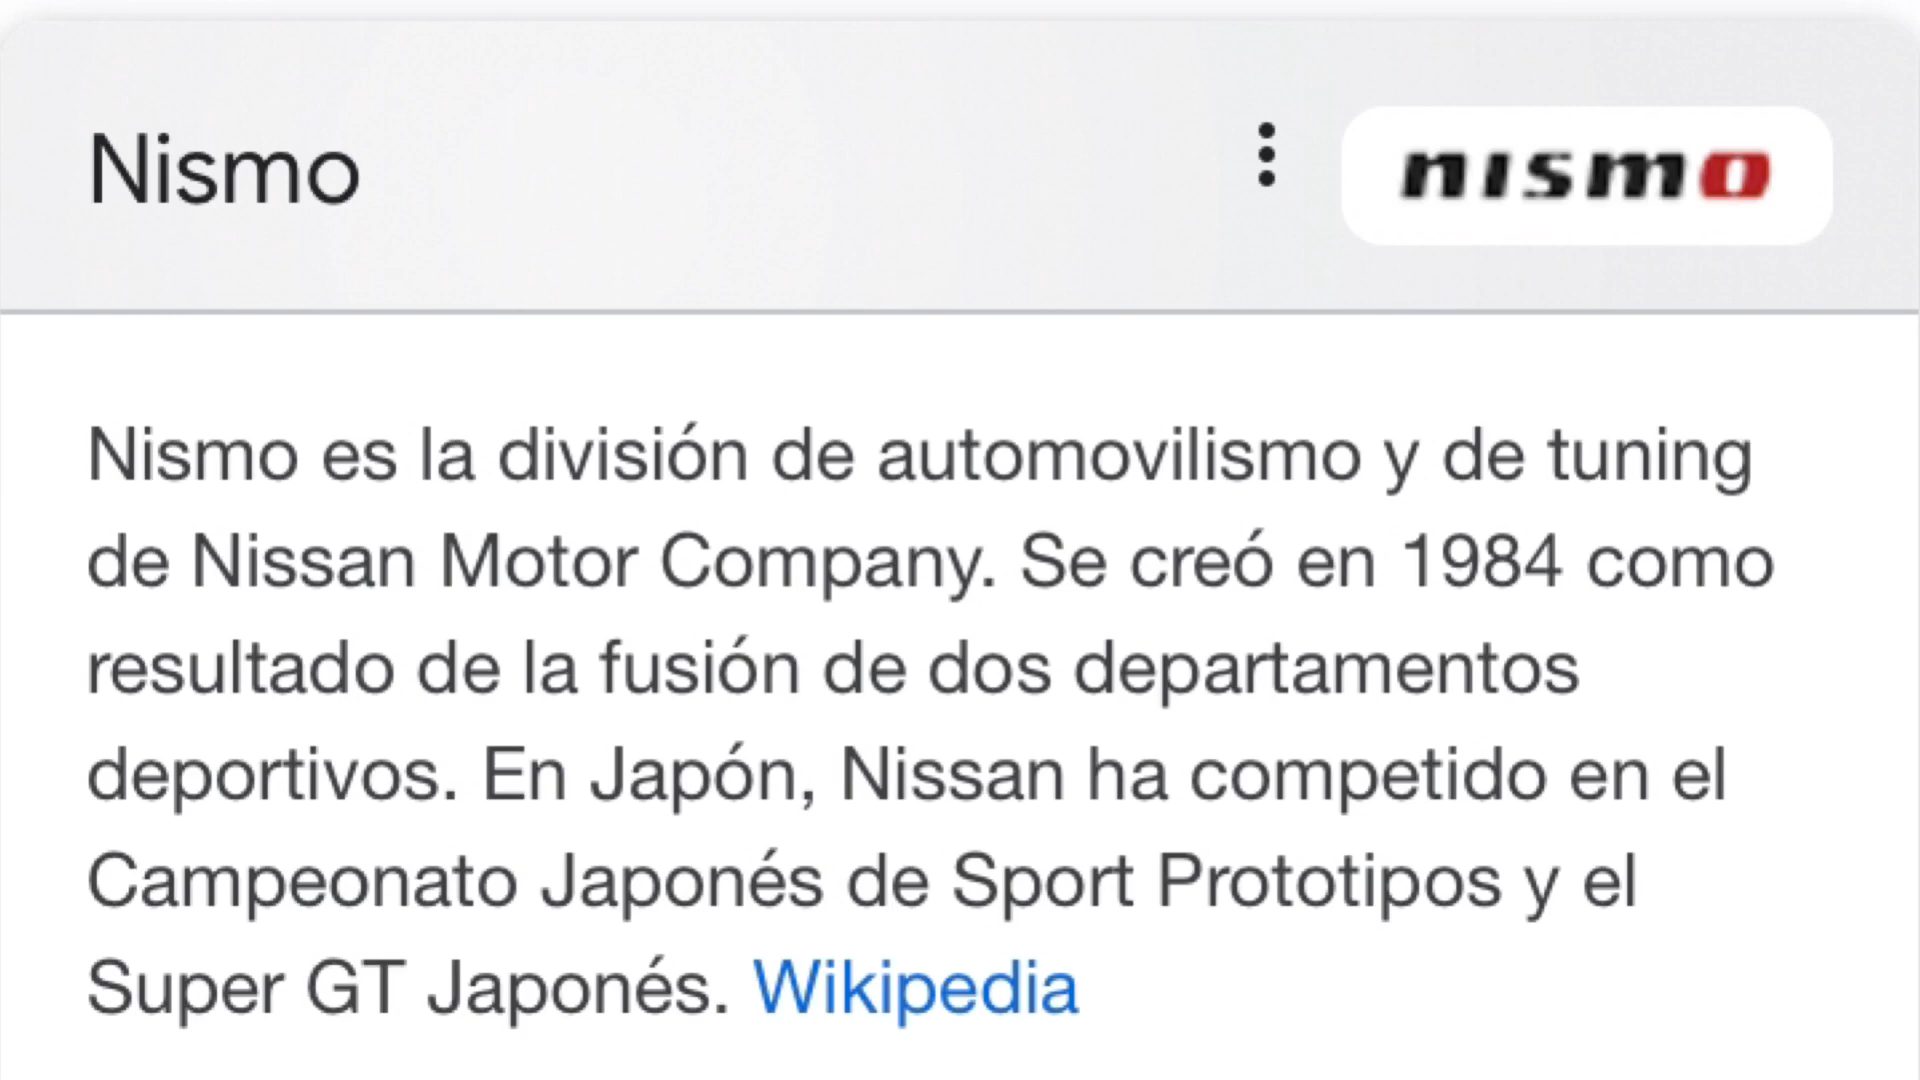 Nismo
nismo
Nismo es la división de automovilismo y de tuning
de Nissan Motor Company. Se creó en 1984 como
resultado de la fusión de dos departamentos
deportivos. En Japón, Nissan ha competido en el
Campeonato Japonés de Sport Prototipos y el
Super GT Japonés. Wikipedia